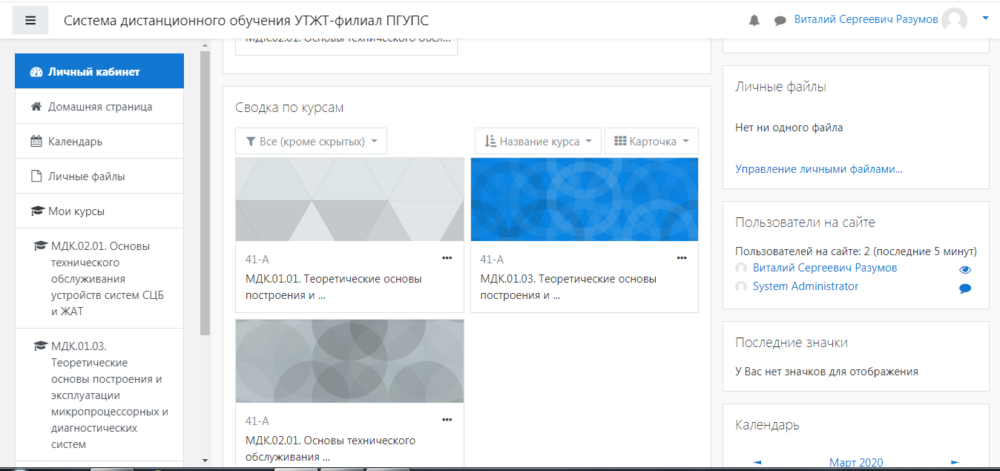 Система дистанционного обучения УТЖТ-филиал ПГУПС
Виталий Сергеевич Разумов
Личный кабинет
Домашняя страница
Календарь
Личные файлы
Мои курсы
МДК.02.01. Основы
технического
обслуживания
устройств систем СЦБ
и ЖАТ
МДК.01.03.
Теоретические
основы построения и
эксплуатации
микропроцессорных и
диагностических
систем
МДК.02.01. Основы технического обсл...
Сводка по курсам
Все (кроме скрытых)
Название курса
Карточка
41-А
МДК.01.01. Теоретические основы
построения и ...
41-А
МДК.01.03. Теоретические основы
построения и ...
41-А
МДК.02.01. Основы технического
обслуживания ...
Личные файлы
Нет ни одного файла
Управление личными файлами...
Пользователи на сайте
Пользователей на сайте: 2 (последние 5 минут)
Виталий Сергеевич Разумов
System Administrator
Последние значки
У Вас нет значков для отображения
Календарь
Март 2020